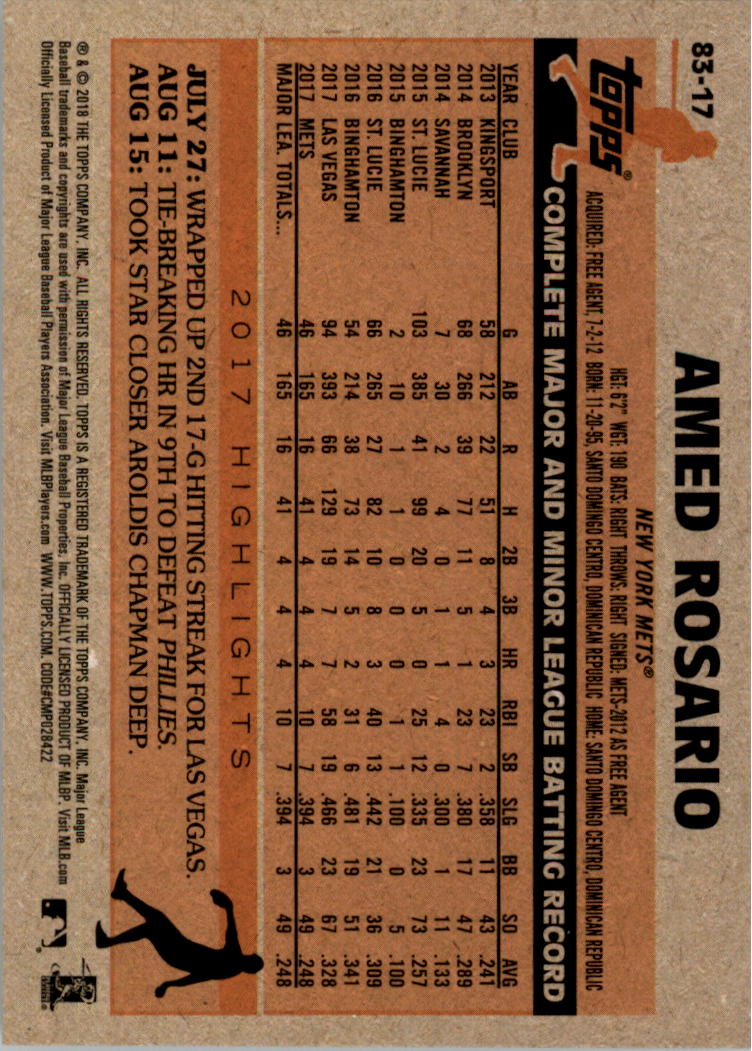 83-17
AMED ROSARIO
topps®
NEW YORK METS®
HGT: 6'2" WGT: 190 BATS: RIGHT THROWS: RIGHT SIGNED: METS-2012 AS FREE AGENT
ACQUIRED: FREE AGENT, 7-2-12 BORN: 11-20-95, SANTO DOMINGO CENTRO, DOMINICAN REPUBLIC HOME: SANTO DOMINGO CENTRO, DOMINICAN REPUBLIC
COMPLETE MAJOR AND MINOR LEAGUE BATTING RECORD
YEAR CLUB G AB R H 2B 3B HR RBI SB SLG BB SO AVG
2013 KINGSPORT 58 212 22 51 8 4 3 23 2 .358 11 43 .241
2014 BROOKLYN 68 266 39 77 11 5 1 23 7 .380 17 47 .289
2014 SAVANNAH 7 30 2 4 0 1 1 4 0 .300 1 11 .133
2015 ST. LUCIE 103 385 41 99 20 5 0 25 12 .335 23 73 .257
2015 BINGHAMTON 2 10 1 1 0 0 0 1 1 .100 0 5 .100
2016 ST. LUCIE 66 265 27 82 10 8 3 40 13 .442 21 36 .309
2016 BINGHAMTON 54 214 38 73 14 5 2 31 6 .481 19 51 .341
2017 LAS VEGAS 94 393 66 129 19 7 7 58 19 .466 23 67 .328
2017 METS 46 165 16 41 4 4 4 10 7 .394 3 49 .248
MAJOR LEA. TOTALS.... 46 165 16 41 4 4 4 10 7 .394 3 49 .248
2017 HIGHLIGHTS
JULY 27: WRAPPED UP 2ND 17-G HITTING STREAK FOR LAS VEGAS.
AUG 11: TIE-BREAKING HR IN 9TH TO DEFEAT PHILLIES.
AUG 15: TOOK STAR CLOSER AROLDIS CHAPMAN DEEP.
® & © 2018 THE TOPPS COMPANY, INC. ALL RIGHTS RESERVED. TOPPS IS A REGISTERED TRADEMARK OF THE TOPPS COMPANY, INC. Major League
Baseball trademarks and copyrights are used with permission of Major League Baseball Properties, Inc. OFFICIALLY LICENSED PRODUCT OF MLBP. Visit MLB.com
Officially Licensed Product of Major League Baseball Players Association. Visit MLBPlayers.com WWW.TOPPS.COM. CODE#CMP028422